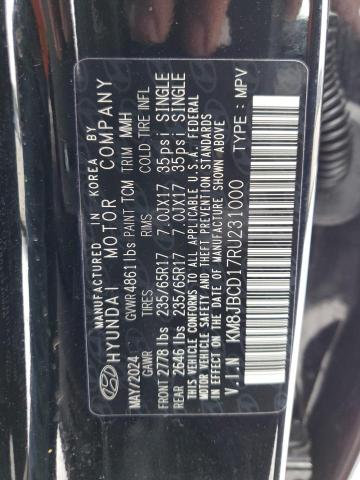 MANUFACTURED IN KOREA BY
HYUNDAI MOTOR COMPANY
MAY/2024 GVWR 4861lbs PAINT TCM TRIM MMH
GAWR TIRES RIMS COLD TIRE INFL
FRONT 2778 lbs 235/65R17 7.0JX17 35psi SINGLE
REAR 2646 lbs 235/65R17 7.0JX17 35psi SINGLE
THIS VEHICLE CONFORMS TO ALL APPLICABLE U.S.A. FEDERAL
MOTOR VEHICLE SAFETY AND THEFT PREVENTION STANDARDS
IN EFFECT ON THE DATE OF MANUFACTURE SHOWN ABOVE.
V.I.N KM8JBCD17RU231000 TYPE: MPV